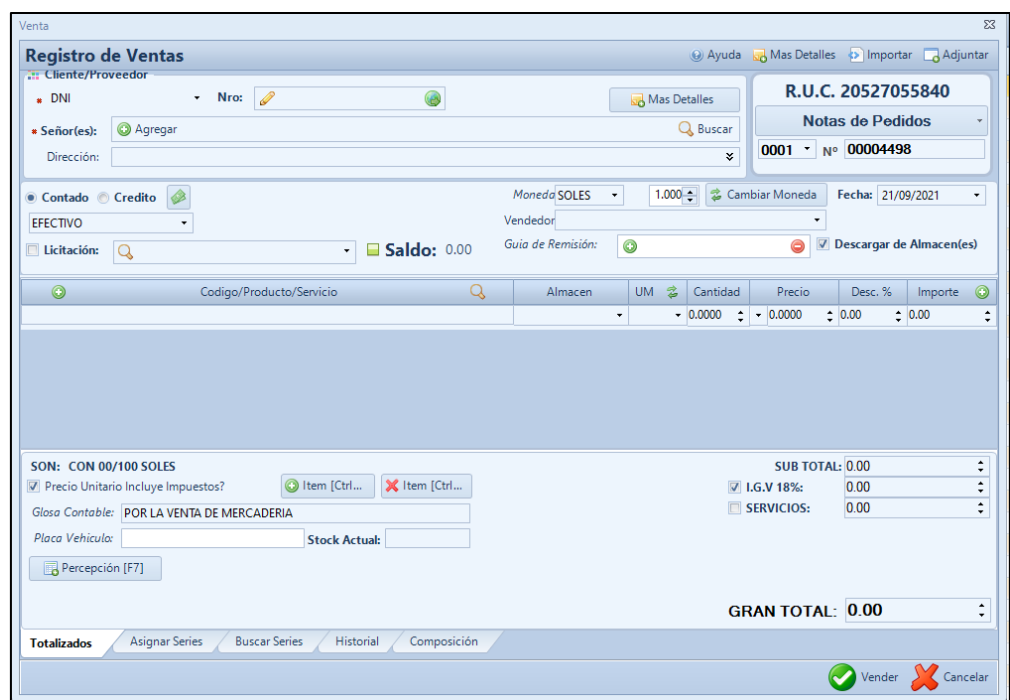 Venta
Registro de Ventas
Ayuda Mas Detalles Importar Adjuntar
Cliente/Proveedor
* DNI Nro: Mas Detalles
R.U.C. 20527055840
Notas de Pedidos
0001 Nº 00004498
* Señor(es): Agregar Buscar
Dirección:
Contado Credito Moneda SOLES 1.000 Cambiar Moneda Fecha: 21/09/2021
EFECTIVO Vendedor
Licitación: Saldo: 0.00 Guia de Remisión: Descargar de Almacen(es)
Codigo/Producto/Servicio Almacen UM Cantidad Precio Desc. % Importe
0.0000 0.0000 0.00 0.00
SON: CON 00/100 SOLES SUB TOTAL: 0.00
Precio Unitario Incluye Impuestos? Item [Ctrl... Item [Ctrl... I.G.V 18%: 0.00
Glosa Contable: POR LA VENTA DE MERCADERIA SERVICIOS: 0.00
Placa Vehículo: Stock Actual:
Percepción [F7]
GRAN TOTAL: 0.00
Totalizados Asignar Series Buscar Series Historial Composición
Vender Cancelar